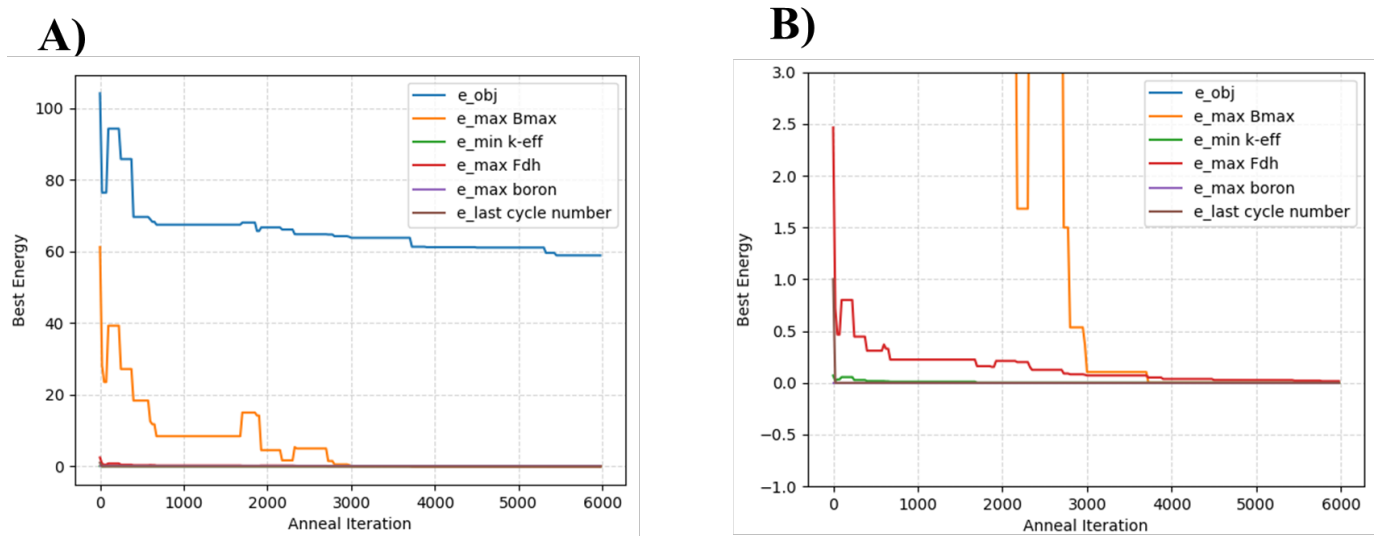 A)
B)
100
80
60
40
20
0
0 1000 2000 3000 4000 5000 6000
Best Energy
Anneal Iteration
e_obj
e_max Bmax
e_min k-eff
e_max Fdh
e_max boron
e_last cycle number
3.0
2.5
2.0
1.5
1.0
0.5
0.0
−0.5
−1.0
0 1000 2000 3000 4000 5000 6000
Best Energy
Anneal Iteration
e_obj
e_max Bmax
e_min k-eff
e_max Fdh
e_max boron
e_last cycle number